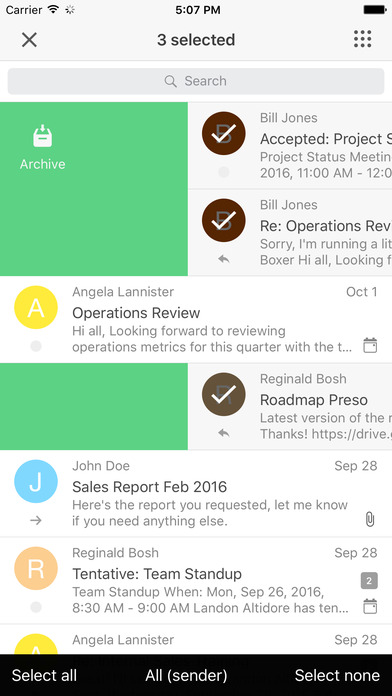 Carrier 5:07 PM
3 selected
Search
Archive
B
Bill Jones
Accepted: Project S
Project Status Meetin
2016, 11:00 AM - 12:0
B
Bill Jones
Re: Operations Rev
Sorry, I'm running a lit
Boxer Hi all, Looking f
A
Angela Lannister Oct 1
Operations Review
Hi all, Looking forward to reviewing
operations metrics for this quarter with the t...
R
Reginald Bosh
Roadmap Preso
Latest version of the r
Thanks! https://drive.g
J
John Doe Sep 28
Sales Report Feb 2016
Here's the report you requested, let me know
if you need anything else.
R
Reginald Bosh Sep 28
Tentative: Team Standup
2
Team Standup When: Mon, Sep 26, 2016,
8:30 AM - 9:00 AM Landon Altidore has ten...
A
Angela Lannister Sep 28
Select all All (sender) Select none